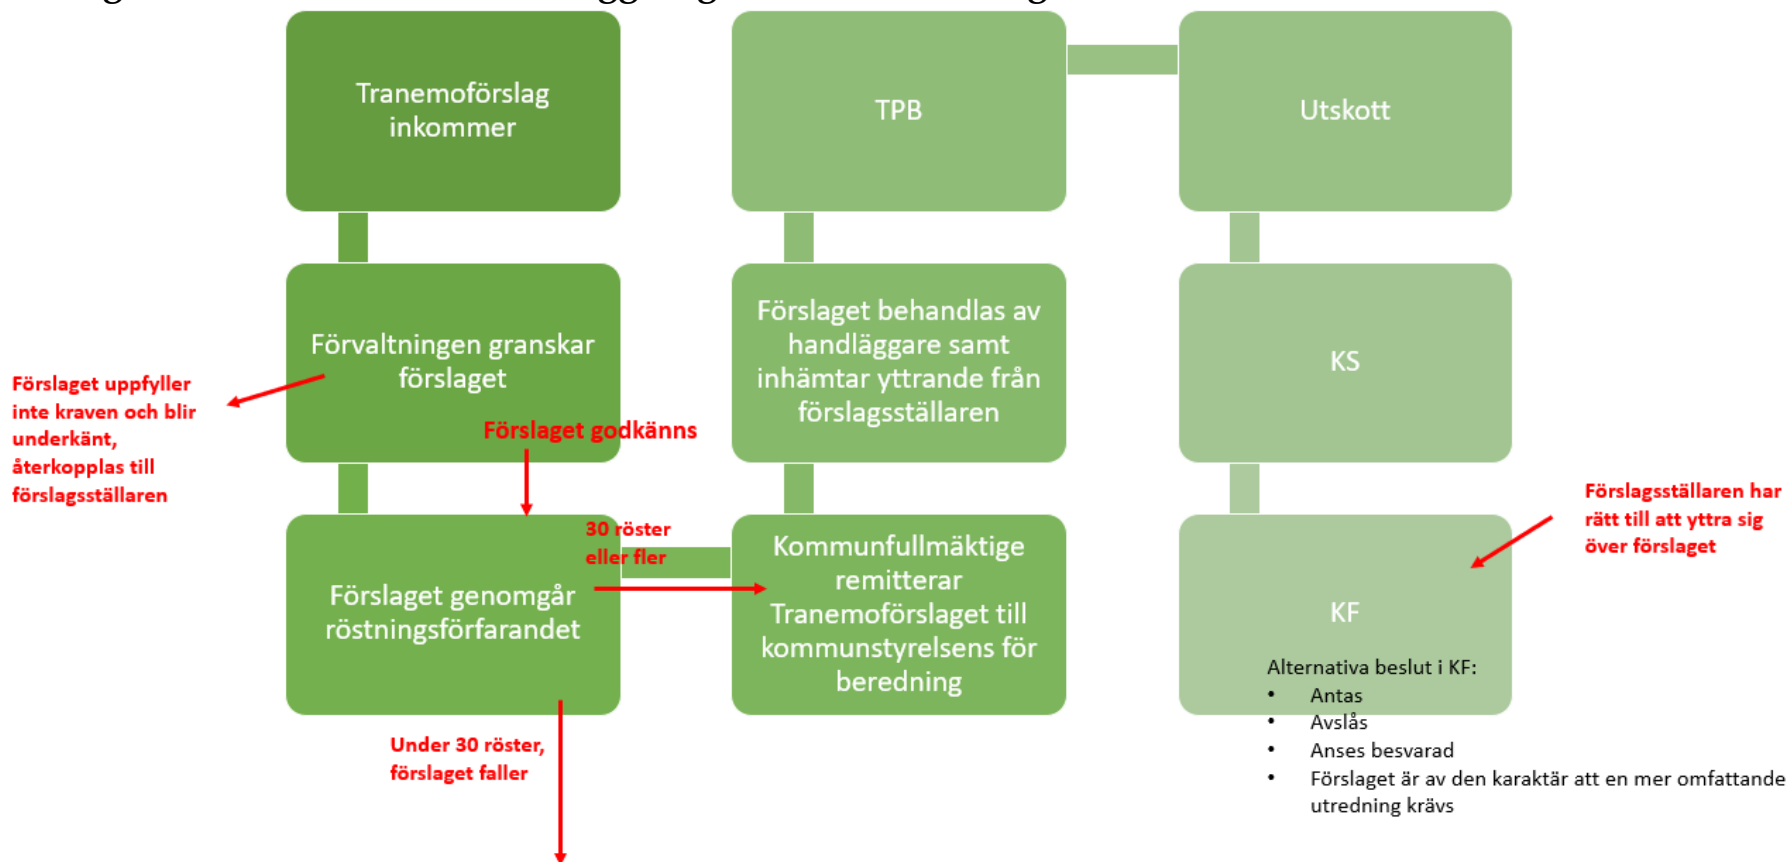 Tranemoförslag
inkommer
Förvaltningen granskar
förslaget
Förslaget uppfyller
inte kraven och blir
underkänt,
återkopplas till
förslagsställaren
Förslaget godkänns
Förslaget genomgår
röstningsförfarandet
30 röster
eller fler
Under 30 röster,
förslaget faller
Kommunfullmäktige
remitterar
Tranemoförslaget till
kommunstyrelsens för
beredning
Förslaget behandlas av
handläggare samt
inhämtar yttrande från
förslagsställaren
TPB
Utskott
KS
KF
Förslagsställaren har
rätt till att yttra sig
över förslaget
Alternativa beslut i KF:
• Antas
• Avslås
• Anses besvarad
• Förslaget är av den karaktär att en mer omfattande
utredning krävs